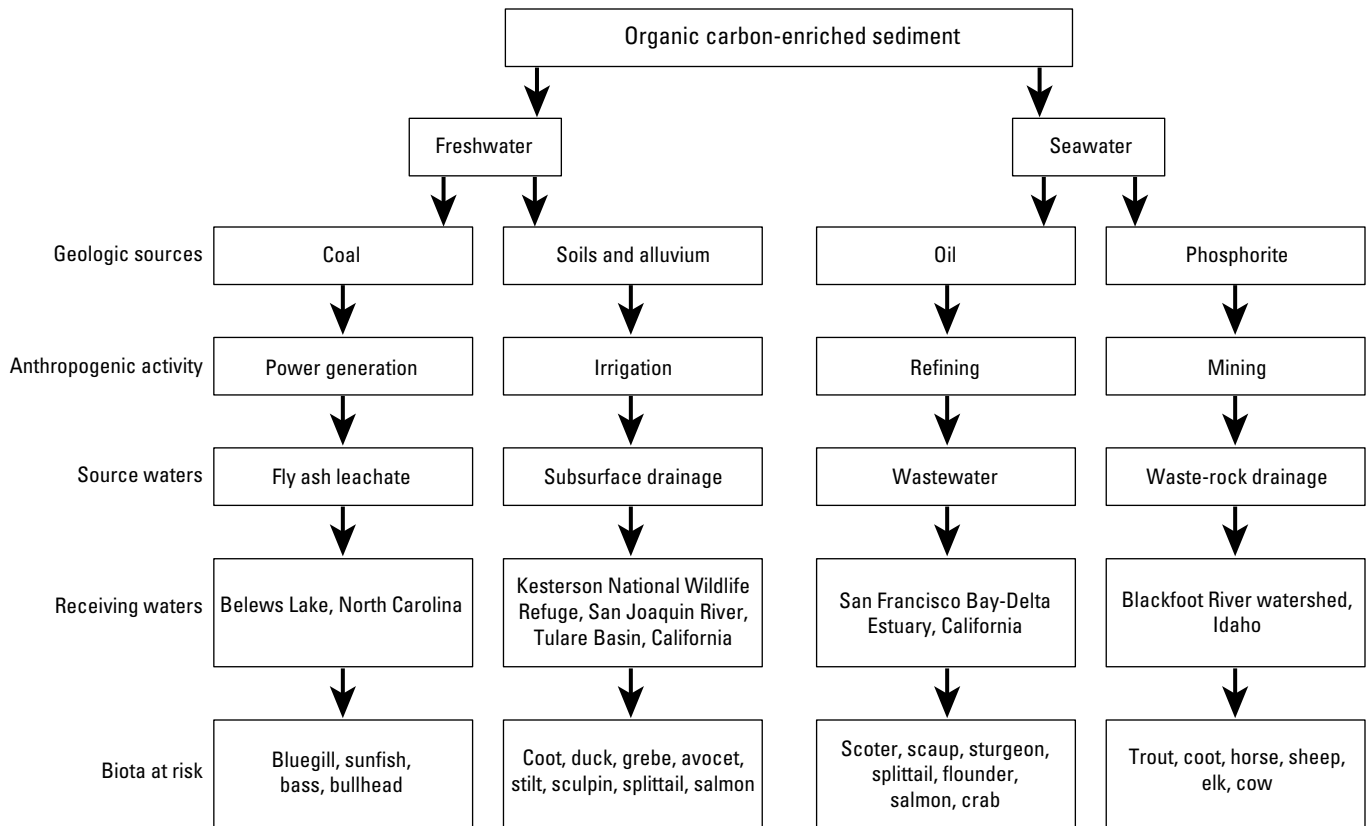 Organic carbon-enriched sediment
Freshwater
Seawater
Geologic sources
Coal
Soils and alluvium
Oil
Phosphorite
Anthropogenic activity
Power generation
Irrigation
Refining
Mining
Source waters
Fly ash leachate
Subsurface drainage
Wastewater
Waste-rock drainage
Receiving waters
Belews Lake, North Carolina
Kesterson National Wildlife
Refuge, San Joaquin River,
Tulare Basin, California
San Francisco Bay-Delta
Estuary, California
Blackfoot River watershed,
Idaho
Biota at risk
Bluegill, sunfish,
bass, bullhead
Coot, duck, grebe, avocet,
stilt, sculpin, splittail, salmon
Scoter, scaup, sturgeon,
splittail, flounder,
salmon, crab
Trout, coot, horse, sheep,
elk, cow